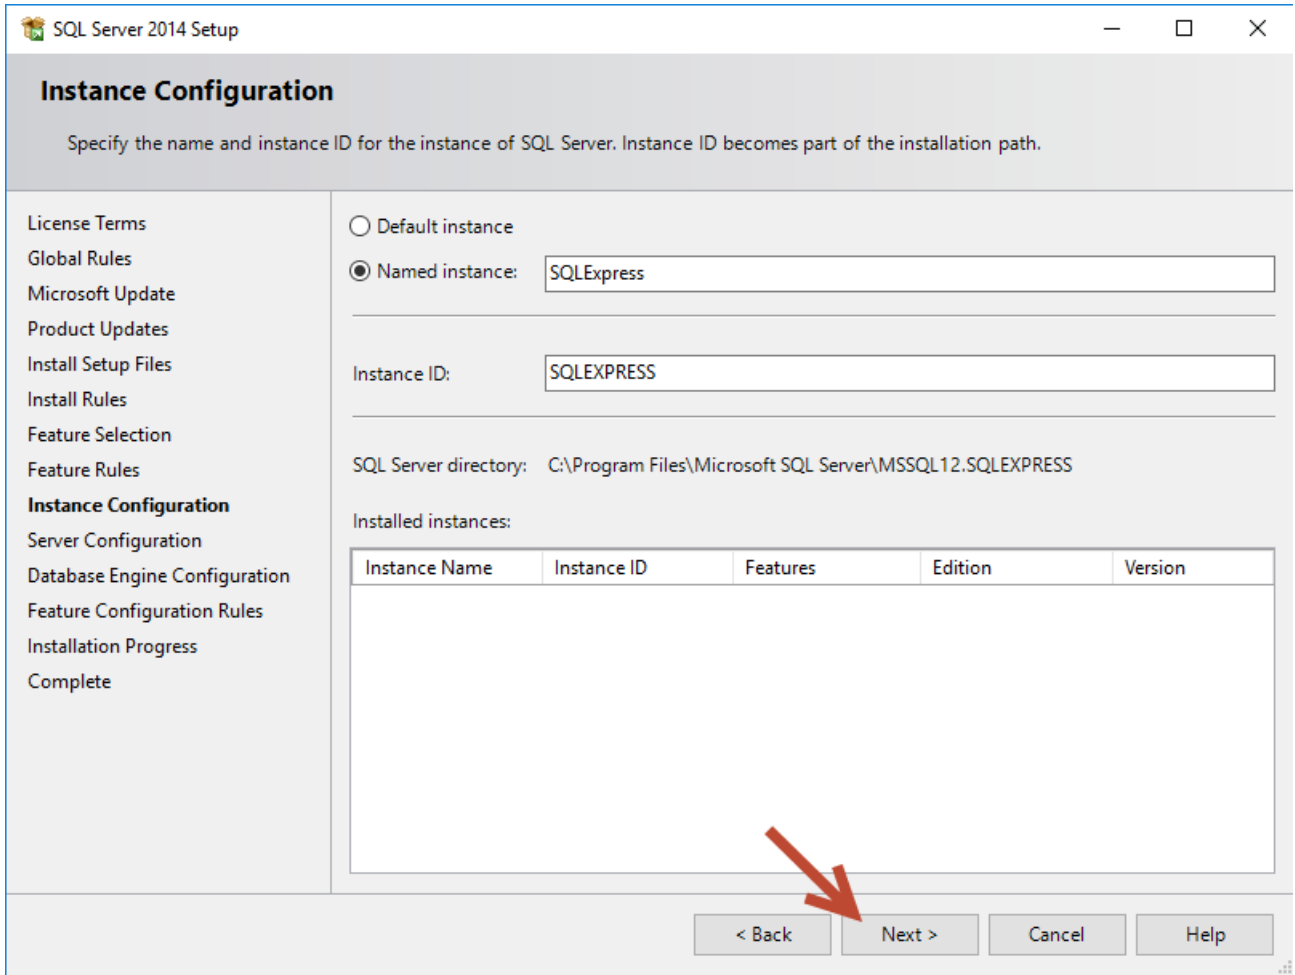 SQL Server 2014 Setup
Instance Configuration
Specify the name and instance ID for the instance of SQL Server. Instance ID becomes part of the installation path.
License Terms
Global Rules
Microsoft Update
Product Updates
Install Setup Files
Install Rules
Feature Selection
Feature Rules
Instance Configuration
Server Configuration
Database Engine Configuration
Feature Configuration Rules
Installation Progress
Complete
Default instance
Named instance: SQLExpress
Instance ID: SQLEXPRESS
SQL Server directory: C:\Program Files\Microsoft SQL Server\MSSQL12.SQLEXPRESS
Installed instances:
Instance Name Instance ID Features Edition Version
< Back Next > Cancel Help